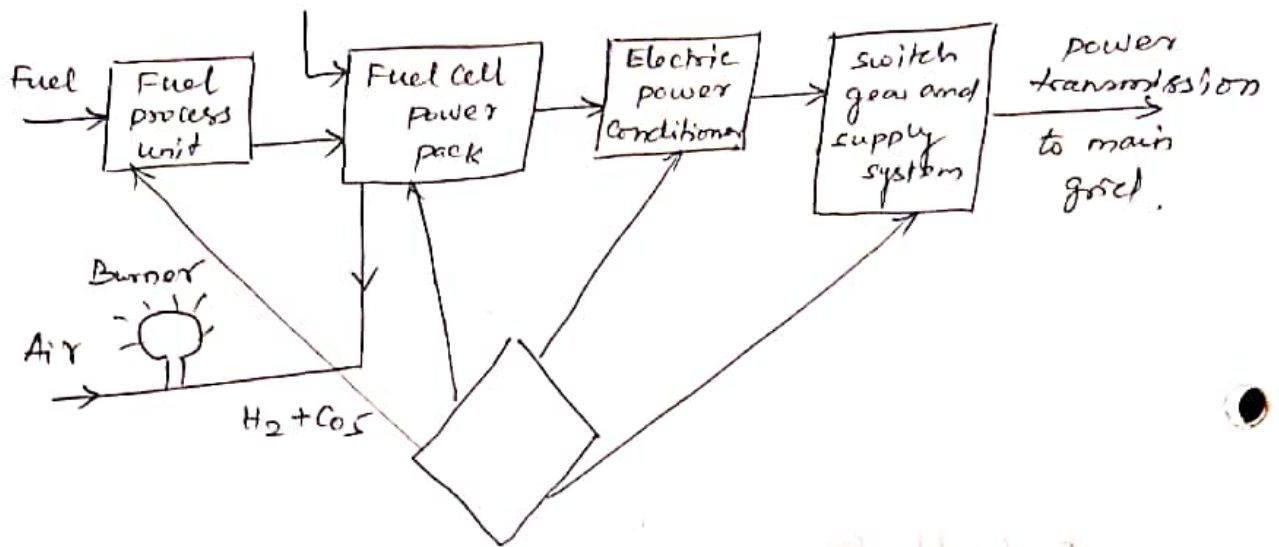 Fuel
Fuel
process
unit
Fuel Cell
power
pack
Electric
power
Conditioner
switch
gear and
supply
system
power
transmission
to main
grid.
Burner
Air
H2+CO5